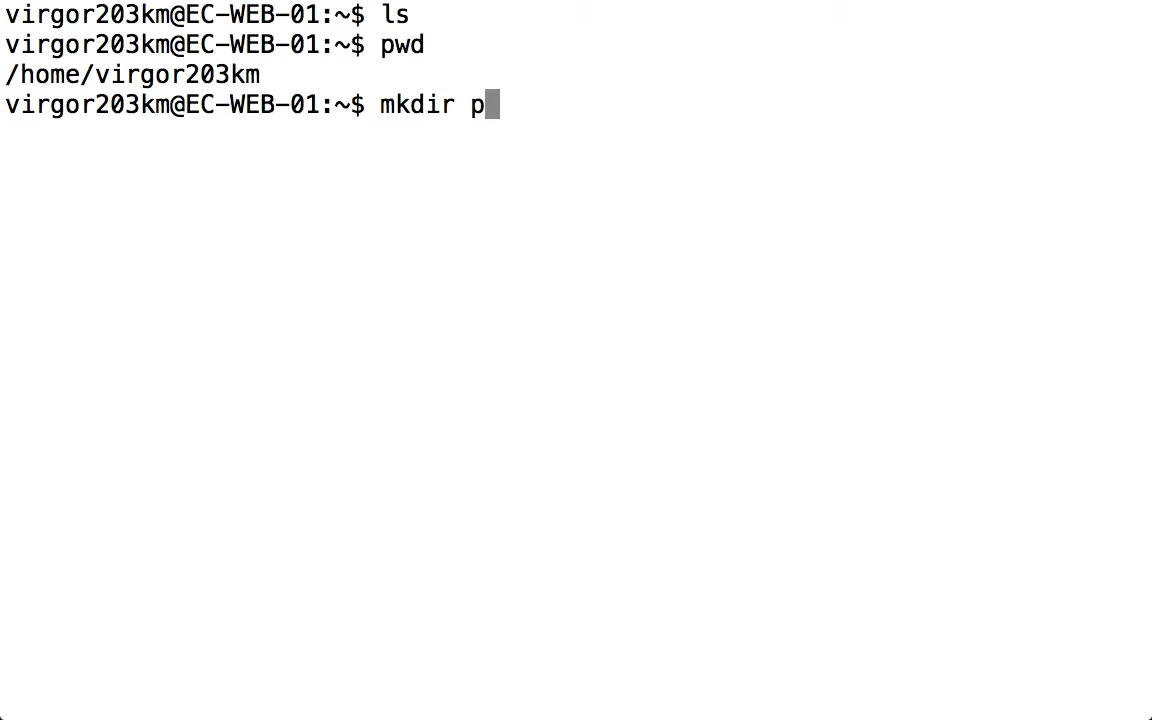 virgor203km@EC-WEB-01:~$ ls
virgor203km@EC-WEB-01:~$ pwd
/home/virgor203km
virgor203km@EC-WEB-01:~$ mkdir p